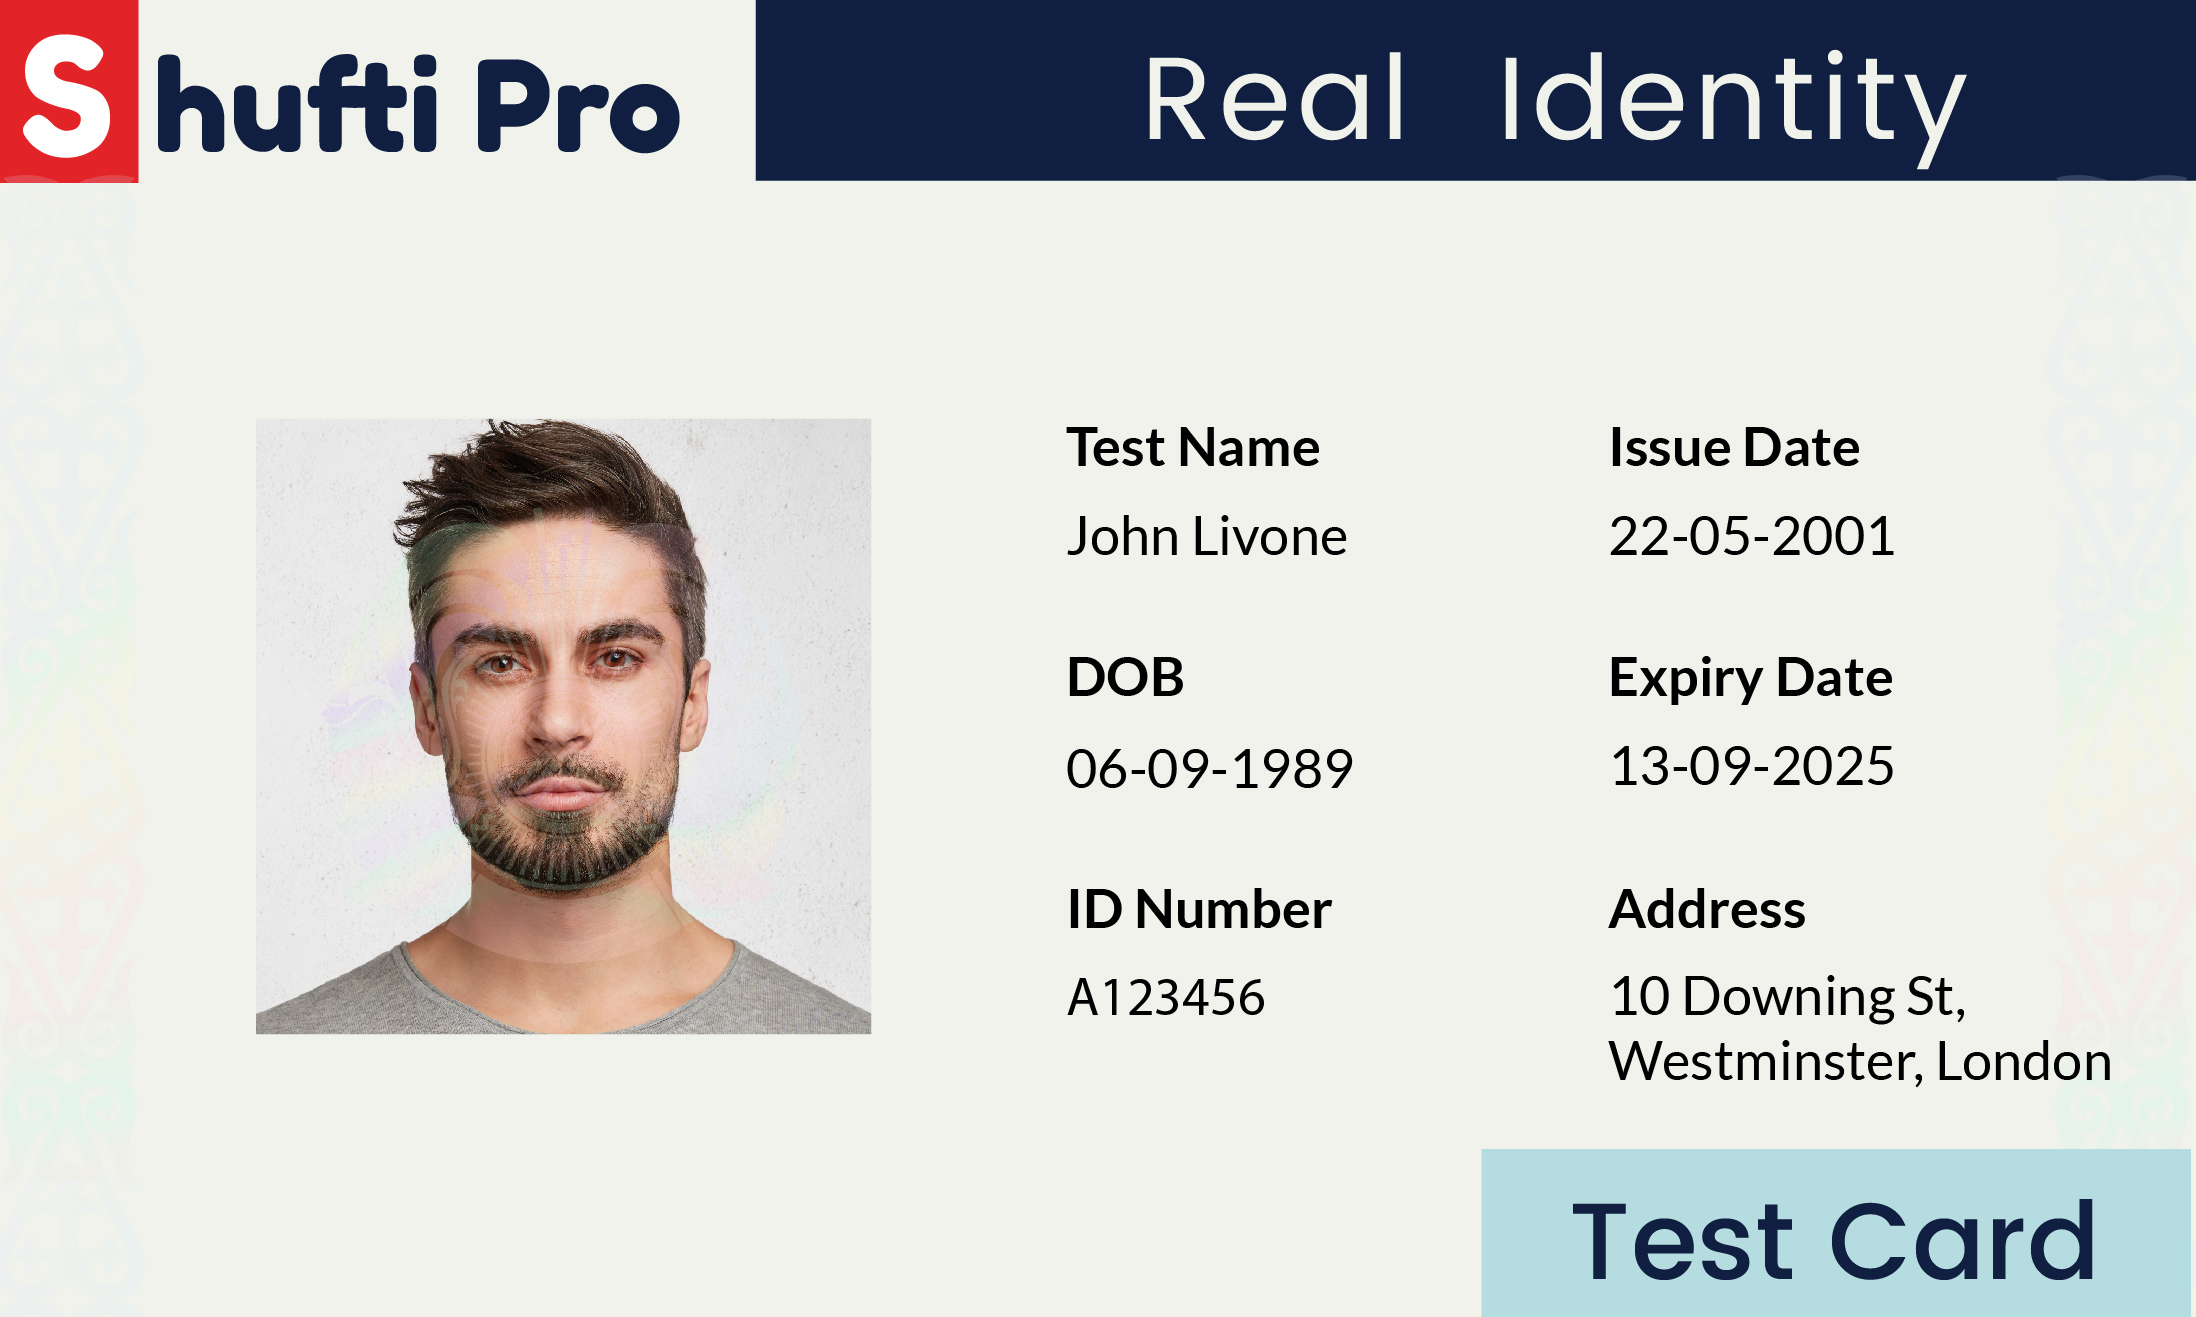 Shufti Pro
Real Identity
Test Name
John Livone
Issue Date
22-05-2001
DOB
06-09-1989
Expiry Date
13-09-2025
ID Number
A123456
Address
10 Downing St,
Westminster, London
Test Card